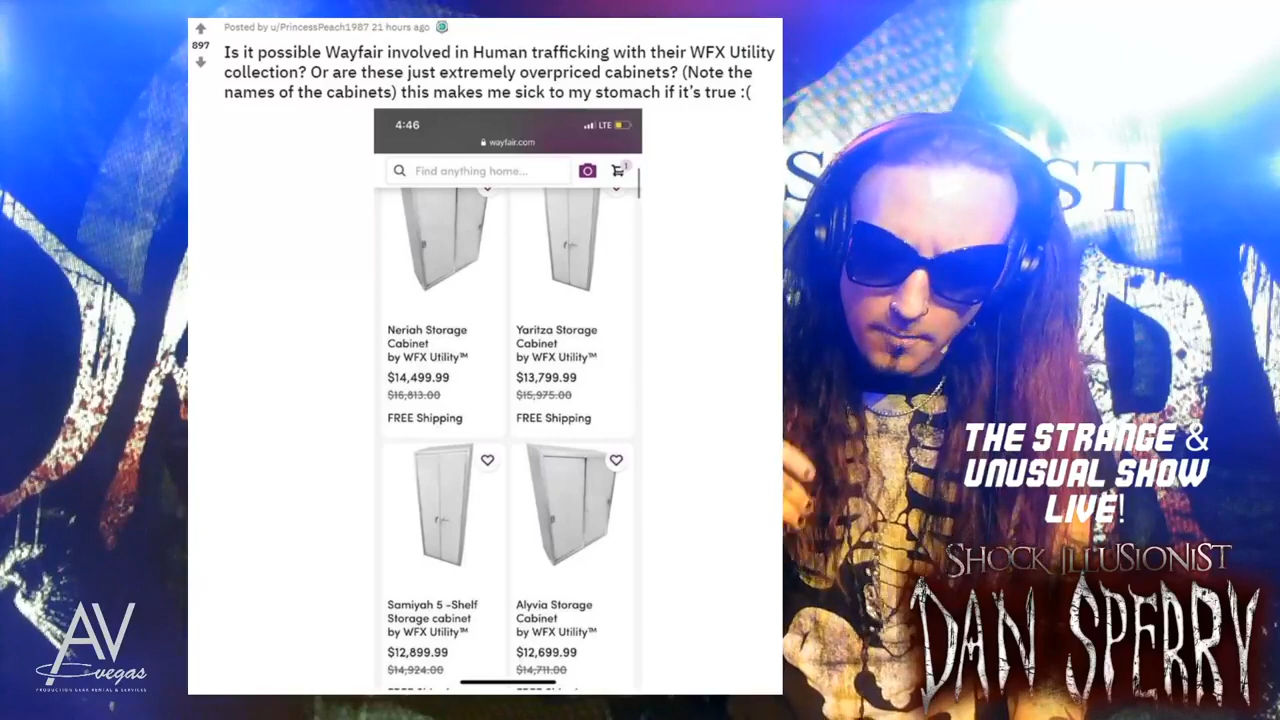 Posted by u/PrincessPeach1987 21 hours ago
897
Is it possible Wayfair involved in Human trafficking with their WFX Utility
collection? Or are these just extremely overpriced cabinets? (Note the
names of the cabinets) this makes me sick to my stomach if it's true :(
4:46
LTE
wayfair.com
Find anything home...
1
Neriah Storage
Cabinet
by WFX Utility™
$14,499.99
$16,813.00
FREE Shipping
Yaritza Storage
Cabinet
by WFX Utility™
$13,799.99
$15,975.00
FREE Shipping
Samiyah 5 -Shelf
Storage cabinet
by WFX Utility™
$12,899.99
$14,924.00
Alyvia Storage
Cabinet
by WFX Utility™
$12,699.99
$14,711.00
THE STRANGE &
UNUSUAL SHOW
LIVE!
SHOCK ILLUSIONIST
DAN SPERRY
AV
vegas
PRODUCTION GEAR RENTAL & SERVICES